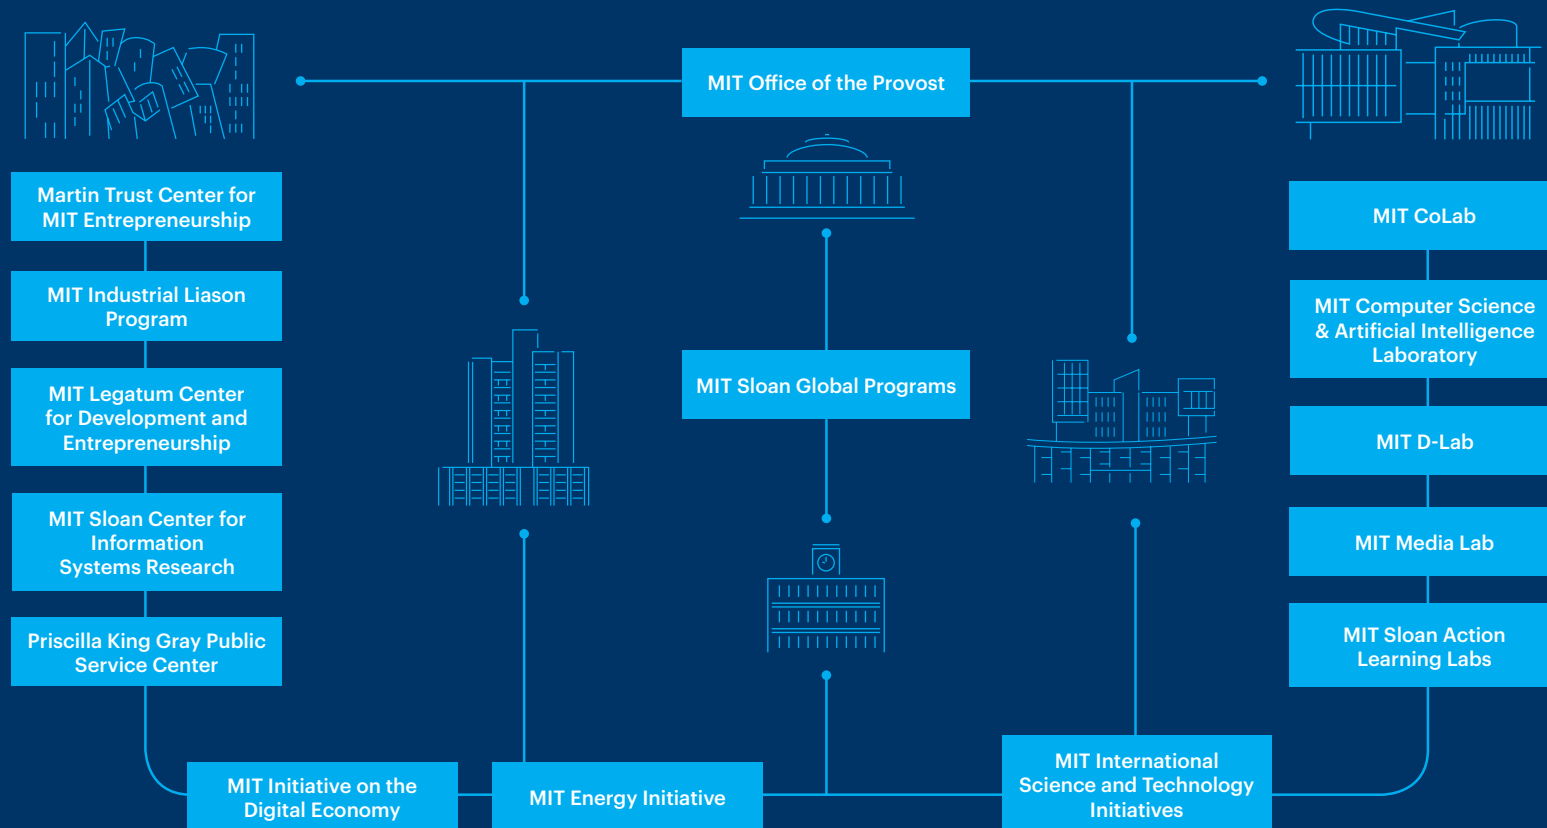 MIT Office of the Provost
Martin Trust Center for
MIT Entrepreneurship
MIT Industrial Liason
Program
MIT Legatum Center
for Development and
Entrepreneurship
MIT Sloan Center for
Information
Systems Research
Priscilla King Gray Public
Service Center
MIT Sloan Global Programs
MIT CoLab
MIT Computer Science
& Artificial Intelligence
Laboratory
MIT D-Lab
MIT Media Lab
MIT Sloan Action
Learning Labs
MIT Initiative on the
Digital Economy
MIT Energy Initiative
MIT International
Science and Technology
Initiatives